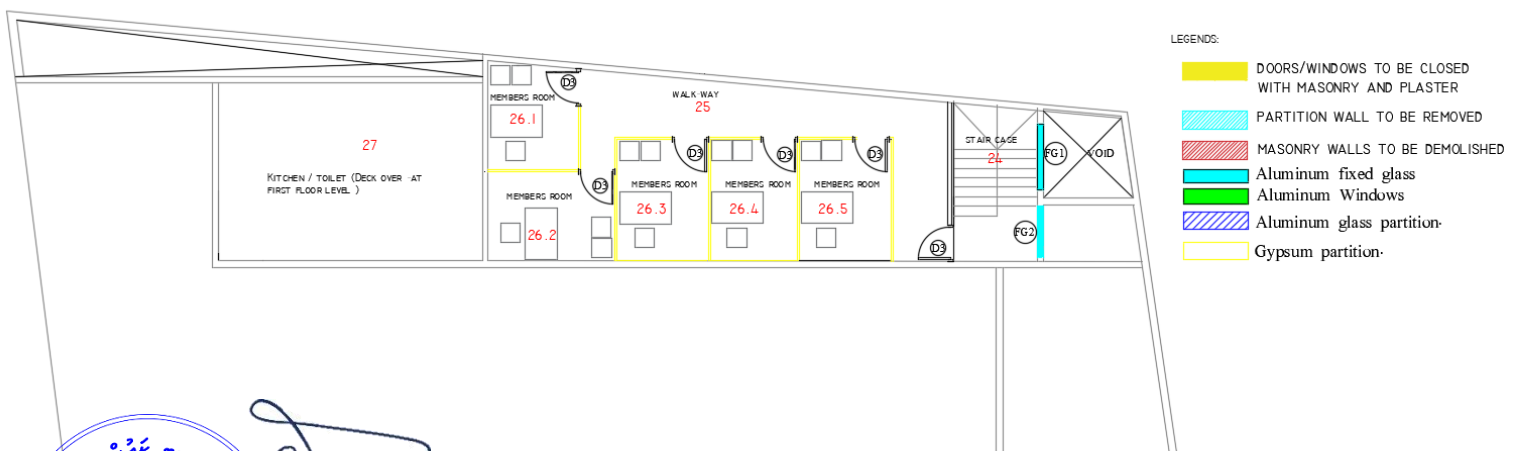 LEGENDS:
DOORS/WINDOWS TO BE CLOSED
WITH MASONRY AND PLASTER
PARTITION WALL TO BE REMOVED
MASONRY WALLS TO BE DEMOLISHED
Aluminum fixed glass
Aluminum Windows
Aluminum glass partition.
Gypsum partition.
D3
MEMBERS ROOM
26.1
WALK-WAY
25
STAIR CASE
24
FG1
VOID
27
KITCHEN / TOILET (DECK OVER -AT
FIRST FLOOR LEVEL )
D3
D3
D3
D3
MEMBERS ROOM
26.2
MEMBERS ROOM
26.3
MEMBERS ROOM
26.4
MEMBERS ROOM
26.5
D3
FG2